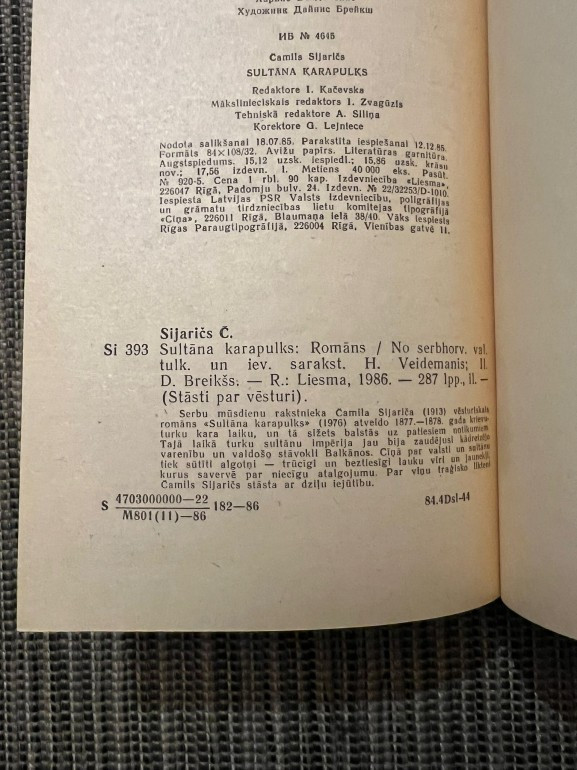 Художник Дайнис Брейкш
ИВ № 4645
Camils Sijaričs
SULTĀNA KARAPULKS
Redaktore I. Kačevska
Mākslinieciskais redaktors I. Zvagūzis
Tehniskā redaktore A. Siliņa
Korektore G. Lejniece
Nodota salikšanai 18.07.85. Parakstīta iespiešanai 12.12.85.
Formāts 84×108/32. Avīžu papīrs. Literatūras garnitūra.
Augstspiedums. 15,12 uzsk. iespiedl.; 15,86 uzsk. krāsu
nov.; 17,56 izdevn. l. Metiens 40 000 eks. Pasūt.
№ 920-5. Cena 1 rbl. 90 kap. Izdevniecība «Liesma»,
226047 Rīgā, Padomju bulv. 24. Izdevn. № 22/32253/D-1010.
Iespiesta Latvijas PSR Valsts izdevniecību, poligrāfijas
un grāmatu tirdzniecības lietu komitejas tipogrāfijā
«Cīņa», 226011 Rīgā, Blaumaņa ielā 38/40. Vāks iespiests
Rīgas Paraugtipogrāfijā, 226004 Rīgā, Vienības gatvē 11.
Sijaričs Č.
Si 393 Sultāna karapulks: Romāns / No serbhorv. val.
tulk. un iev. sarakst. H. Veidemanis; Il.
D. Breikšs: — R.: Liesma, 1986. — 287 lpp., il. —
(Stāsti par vēsturi).
Serbu mūsdienu rakstnieka Camila Sijariča (1913) vēsturiskais
romāns «Sultāna karapulks» (1976) atveido 1877.—1878. gada krievu-
turku kara laiku, un tā sižets balstās uz patiesiem notikumiem.
Tajā laikā turku sultānu impērija jau bija zaudējusi kādreizējo
varenību un valdošo stāvokli Balkānos. Cīņā par valsti un sultānu
tiek sūtīti algotņi — trūcīgi un beztiesīgi lauku vīri un jaunekļi,
kurus savervē par niecīgu atalgojumu. Par viņu traģisko likteni
Camils Sijaričs stāsta ar dziļu iejūtību.
S 4703000000—22
M801(11)—86 182—86 84.4Dsl-44